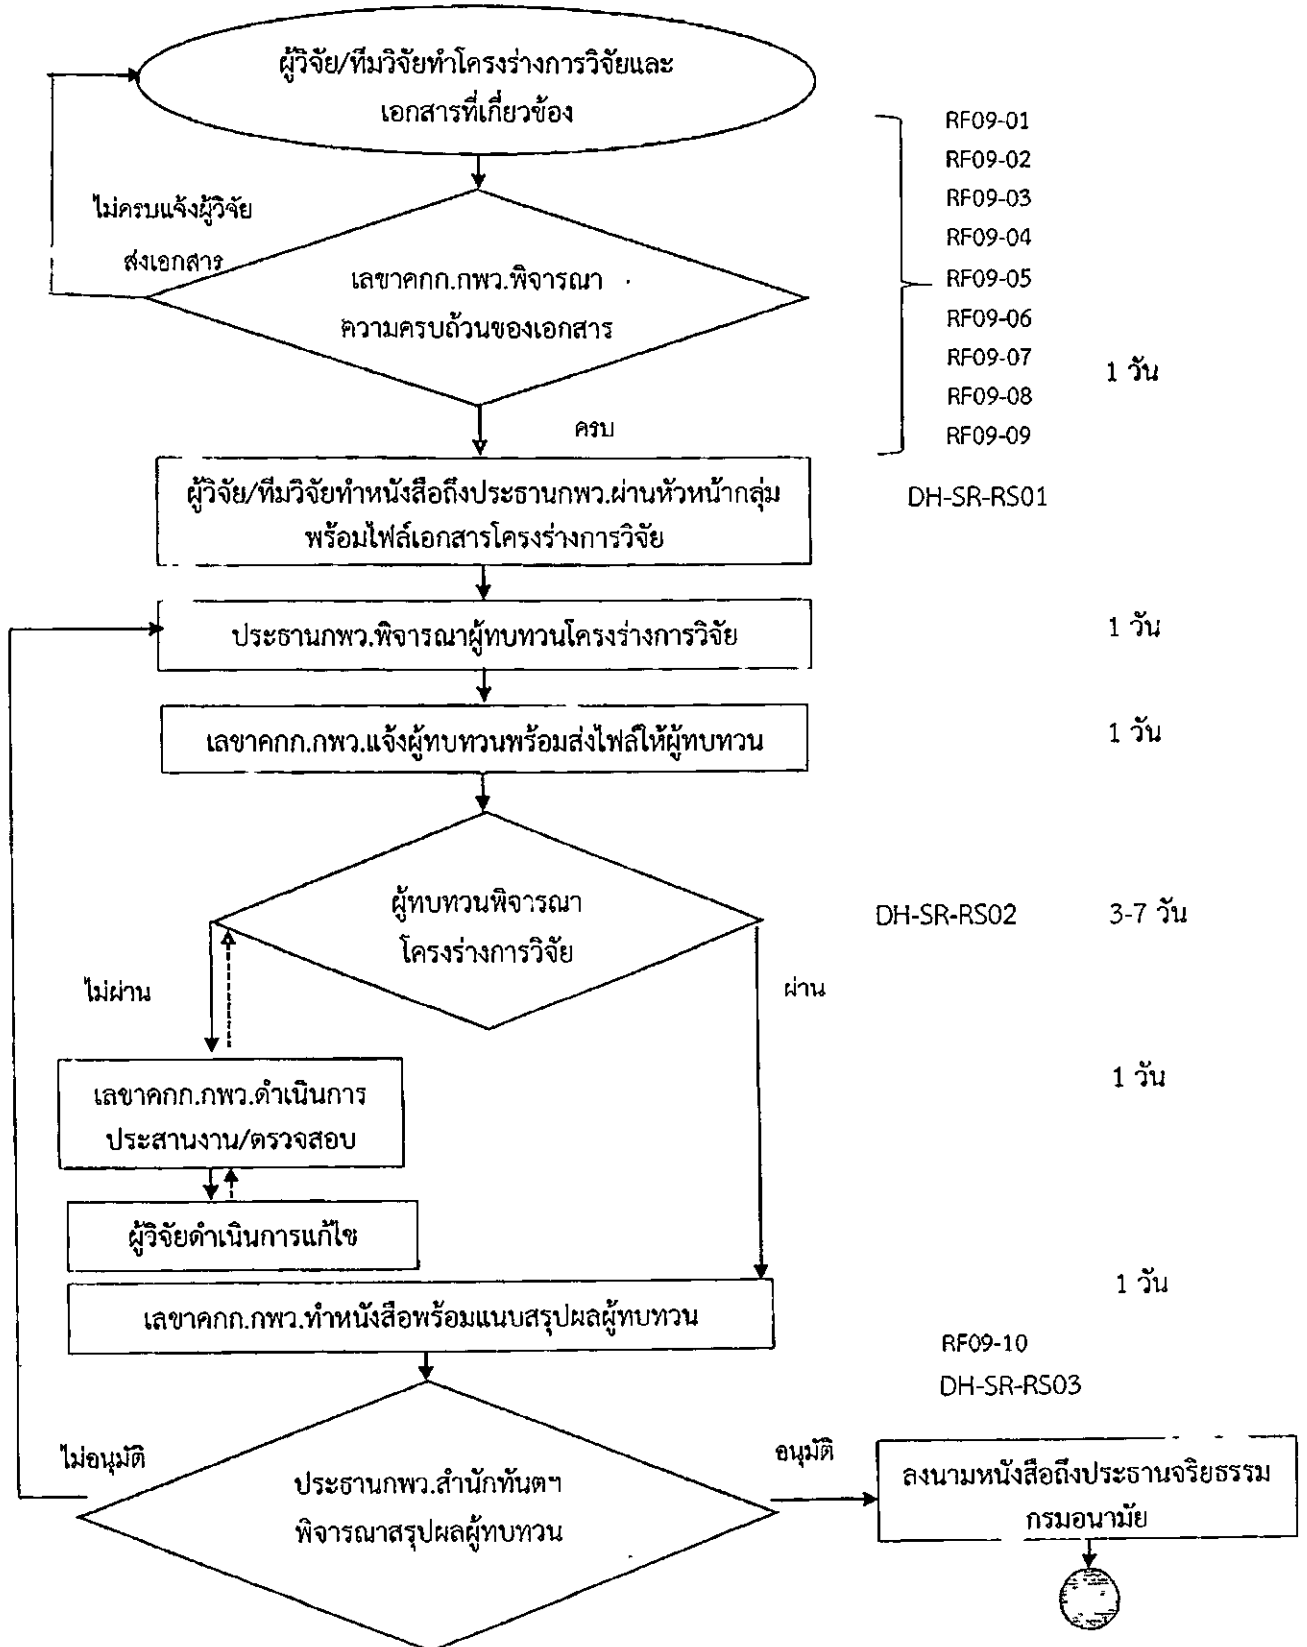 ผู้วิจัย/ทีมวิจัยทำโครงร่างการวิจัยและ
เอกสารที่เกี่ยวข้อง
RF09-01
RF09-02
RF09-03
RF09-04
RF09-05
RF09-06
RF09-07
RF09-08
RF09-09
1 วัน
ไม่ครบแจ้งผู้วิจัย
ส่งเอกสาร
เลขาคกก.กพว.พิจารณา
ความครบถ้วนของเอกสาร
ครบ
ผู้วิจัย/ทีมวิจัยทำหนังสือถึงประธานกพว.ผ่านหัวหน้ากลุ่ม
พร้อมไฟล์เอกสารโครงร่างการวิจัย
DH-SR-RS01
ประธานกพว.พิจารณาผู้ทบทวนโครงร่างการวิจัย
1 วัน
เลขาคกก.กพว.แจ้งผู้ทบทวนพร้อมส่งไฟล์ให้ผู้ทบทวน
1 วัน
ผู้ทบทวนพิจารณา
โครงร่างการวิจัย
DH-SR-RS02
3-7 วัน
ไม่ผ่าน
ผ่าน
เลขาคกก.กพว.ดำเนินการ
ประสานงาน/ตรวจสอบ
1 วัน
ผู้วิจัยดำเนินการแก้ไข
เลขาคกก.กพว.ทำหนังสือพร้อมแนบสรุปผลผู้ทบทวน
1 วัน
RF09-10
DH-SR-RS03
ไม่อนุมัติ
ประธานกพว.สำนักทันตฯ
พิจารณาสรุปผลผู้ทบทวน
อนุมัติ
ลงนามหนังสือถึงประธานจริยธรรม
กรมอนามัย